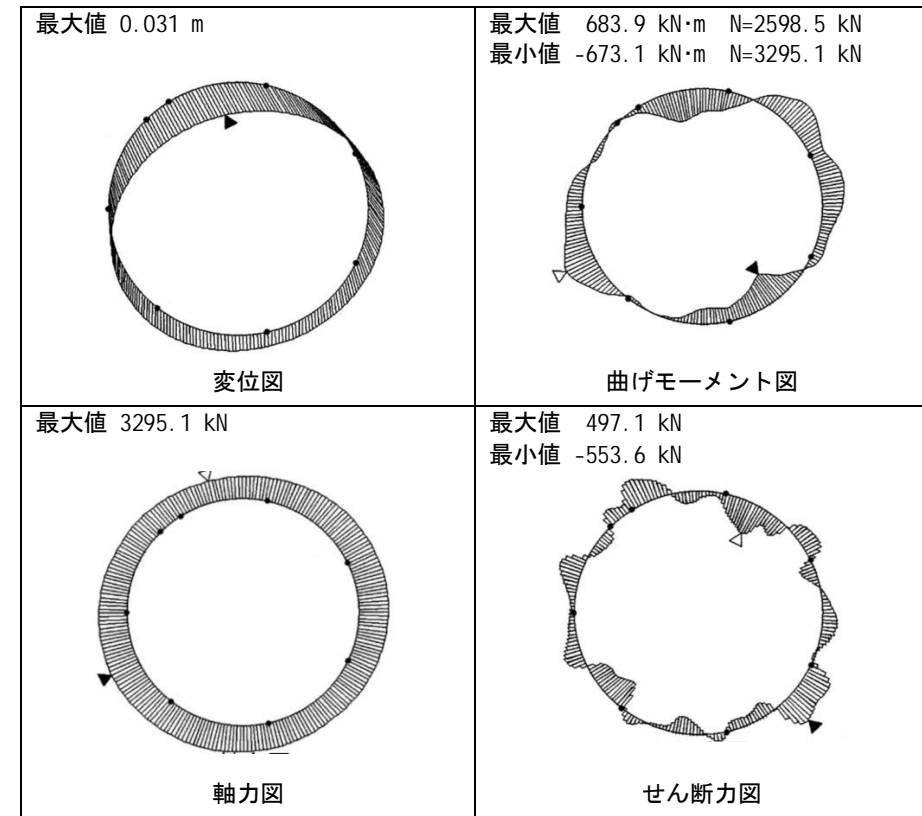 最大値 0.031 m
変位図
最大値 683.9 kN・m N=2598.5 kN
最小値 -673.1 kN・m N=3295.1 kN
曲げモーメント図
最大値 3295.1 kN
軸力図
最大値 497.1 kN
最小値 -553.6 kN
せん断力図